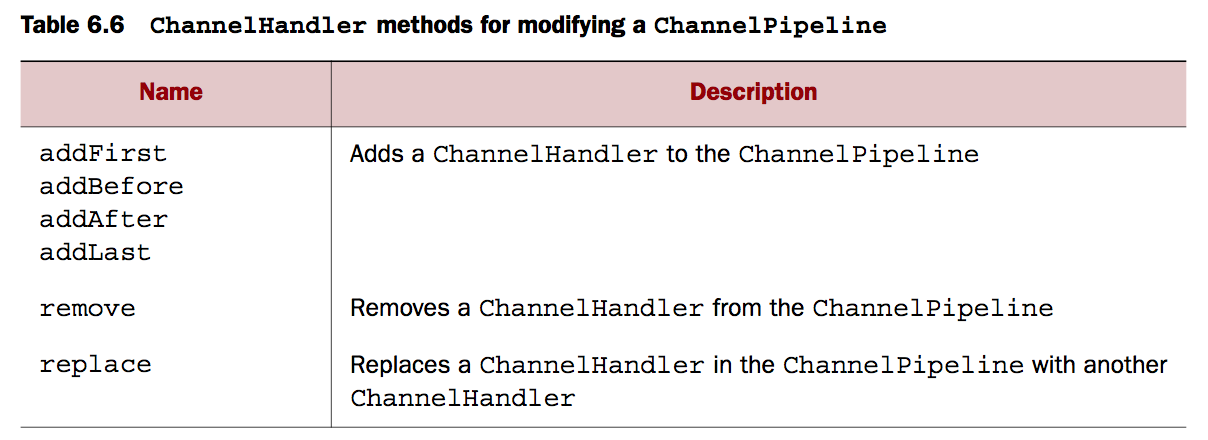 Table 6.6 ChannelHandler methods for modifying a ChannelPipeline
Name Description
addFirst Adds a ChannelHandler to the ChannelPipeline
addBefore
addAfter
addLast
remove Removes a ChannelHandler from the ChannelPipeline
replace Replaces a ChannelHandler in the ChannelPipeline with another
ChannelHandler